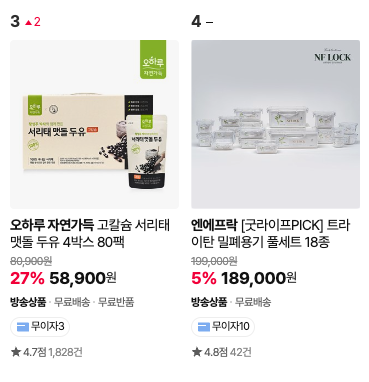 3 ▲ 2
오하루
자연가득
오하루
서리태 맷돌 두유
오하루 자연가득 고칼슘 서리태
맷돌 두유 4박스 80팩
80,900원
27% 58,900원
방송상품 · 무료배송 · 무료반품
무이자3
★ 4.7점 1,828건
4 –
NF LOCK
엔에프락 [굿라이프PICK] 트라
이탄 밀폐용기 풀세트 18종
199,000원
5% 189,000원
방송상품 · 무료배송
무이자10
★ 4.8점 42건